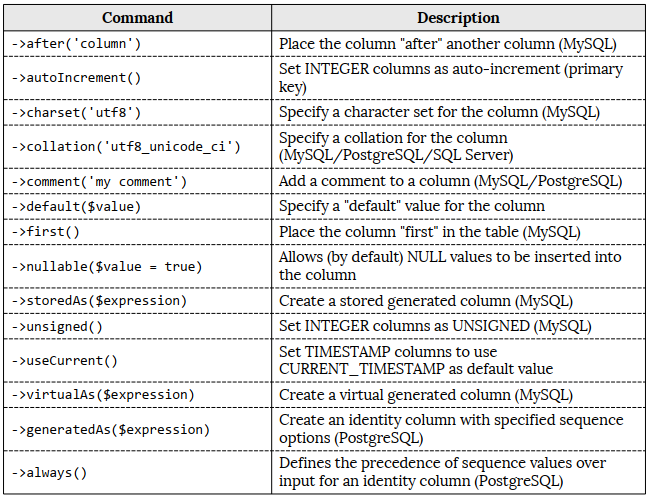 Command Description
->after('column') Place the column "after" another column (MySQL)
->autoIncrement() Set INTEGER columns as auto-increment (primary
key)
->charset('utf8') Specify a character set for the column (MySQL)
->collation('utf8_unicode_ci') Specify a collation for the column
(MySQL/PostgreSQL/SQL Server)
->comment('my comment') Add a comment to a column (MySQL/PostgreSQL)
->default($value) Specify a "default" value for the column
->first() Place the column "first" in the table (MySQL)
->nullable($value = true) Allows (by default) NULL values to be inserted into
the column
->storedAs($expression) Create a stored generated column (MySQL)
->unsigned() Set INTEGER columns as UNSIGNED (MySQL)
->useCurrent() Set TIMESTAMP columns to use
CURRENT_TIMESTAMP as default value
->virtualAs($expression) Create a virtual generated column (MySQL)
->generatedAs($expression) Create an identity column with specified sequence
options (PostgreSQL)
->always() Defines the precedence of sequence values over
input for an identity column (PostgreSQL)